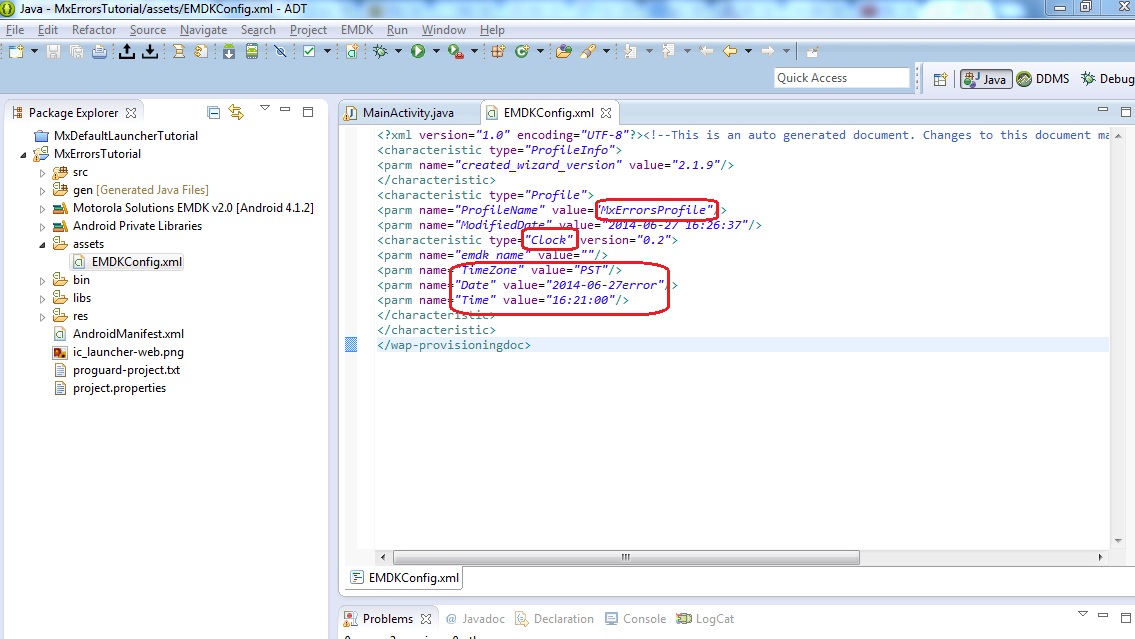 Java - MxErrorsTutorial/assets/EMDKConfig.xml - ADT
File Edit Refactor Source Navigate Search Project EMDK Run Window Help
Quick Access
Java
DDMS
Debug
Package Explorer
MxDefaultLauncherTutorial
MxErrorsTutorial
src
gen [Generated Java Files]
Motorola Solutions EMDK v2.0 [Android 4.1.2]
Android Private Libraries
assets
EMDKConfig.xml
bin
libs
res
AndroidManifest.xml
ic_launcher-web.png
proguard-project.txt
project.properties
MainActivity.java
EMDKConfig.xml
<?xml version="1.0" encoding="UTF-8"?><!--This is an auto generated document. Changes to this document ma
<characteristic type="ProfileInfo">
<parm name="created_wizard_version" value="2.1.9"/>
</characteristic>
<characteristic type="Profile">
<parm name="ProfileName" value="MxErrorsProfile"/>
<parm name="ModifiedDate" value="2014-06-27 16:26:37"/>
<characteristic type="Clock" version="0.2">
<parm name="emdk_name" value=""/>
<parm name="TimeZone" value="PST"/>
<parm name="Date" value="2014-06-27error"/>
<parm name="Time" value="16:21:00"/>
</characteristic>
</characteristic>
</wap-provisioningdoc>
EMDKConfig.xml
Problems
@ Javadoc
Declaration
Console
LogCat